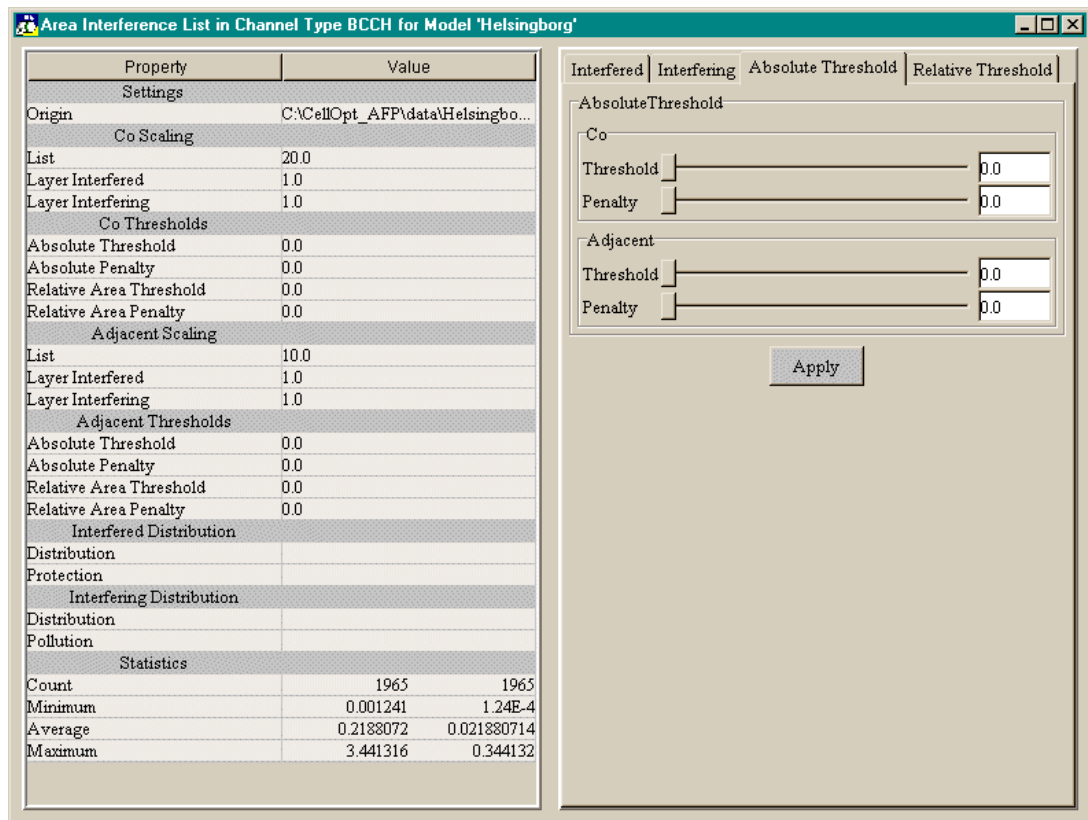 Area Interference List in Channel Type BCCH for Model 'Helsingborg'
Property Value
Settings
Origin C:\CellOpt_AFP\data\Helsingbo...
Co Scaling
List 20.0
Layer Interfered 1.0
Layer Interfering 1.0
Co Thresholds
Absolute Threshold 0.0
Absolute Penalty 0.0
Relative Area Threshold 0.0
Relative Area Penalty 0.0
Adjacent Scaling
List 10.0
Layer Interfered 1.0
Layer Interfering 1.0
Adjacent Thresholds
Absolute Threshold 0.0
Absolute Penalty 0.0
Relative Area Threshold 0.0
Relative Area Penalty 0.0
Interfered Distribution
Distribution
Protection
Interfering Distribution
Distribution
Pollution
Statistics
Count 1965 1965
Minimum 0.001241 1.24E-4
Average 0.2188072 0.021880714
Maximum 3.441316 0.344132
Interfered Interfering Absolute Threshold Relative Threshold
AbsoluteThreshold
Co
Threshold 0.0
Penalty 0.0
Adjacent
Threshold 0.0
Penalty 0.0
Apply